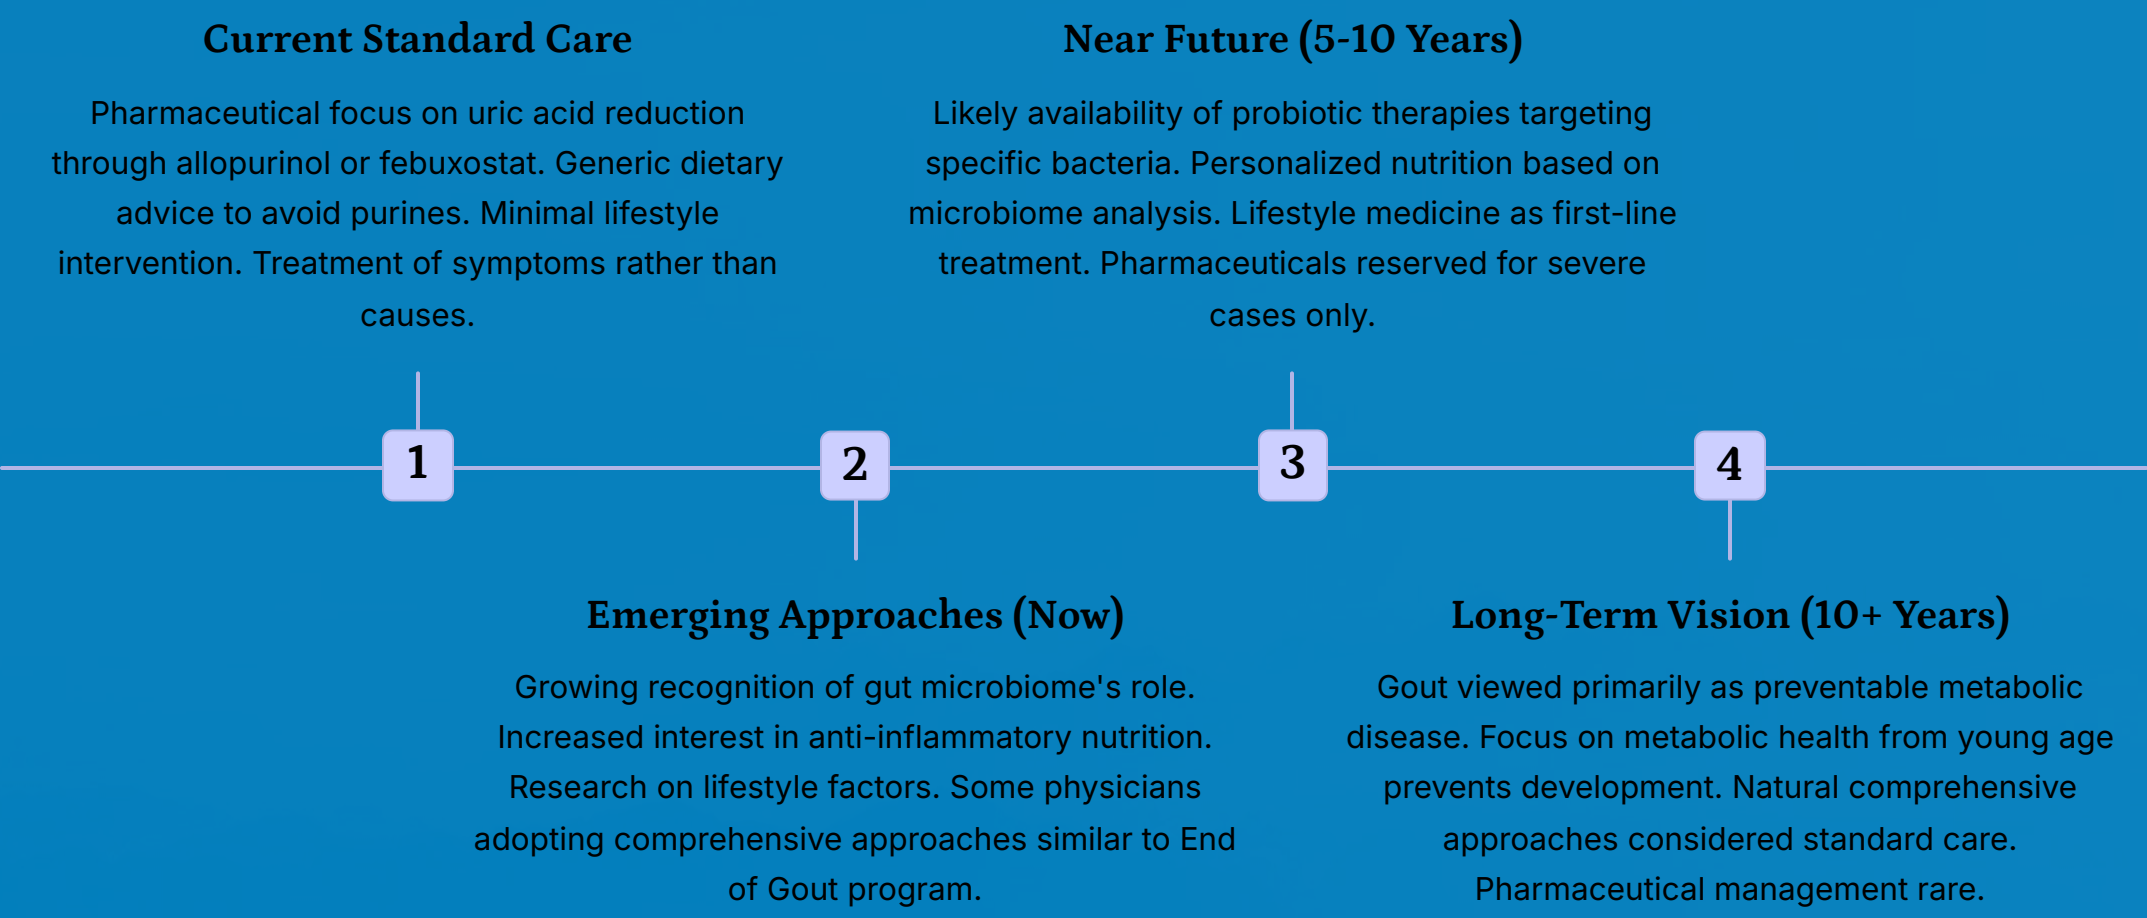 Current Standard Care
Pharmaceutical focus on uric acid reduction
through allopurinol or febuxostat. Generic dietary
advice to avoid purines. Minimal lifestyle
intervention. Treatment of symptoms rather than
causes.
1
Emerging Approaches (Now)
Growing recognition of gut microbiome's role.
Increased interest in anti-inflammatory nutrition.
Research on lifestyle factors. Some physicians
adopting comprehensive approaches similar to End
of Gout program.
2
Near Future (5-10 Years)
Likely availability of probiotic therapies targeting
specific bacteria. Personalized nutrition based on
microbiome analysis. Lifestyle medicine as first-line
treatment. Pharmaceuticals reserved for severe
cases only.
3
Long-Term Vision (10+ Years)
Gout viewed primarily as preventable metabolic
disease. Focus on metabolic health from young age
prevents development. Natural comprehensive
approaches considered standard care.
Pharmaceutical management rare.
4